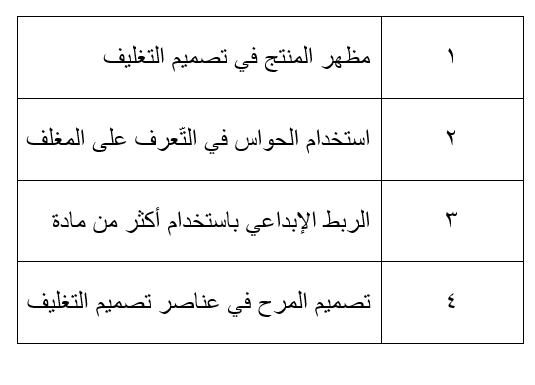 ١ مظهر المنتج في تصميم التغليف
٢ استخدام الحواس في التّعرف على المغلف
٣ الربط الإبداعي باستخدام أكثر من مادة
٤ تصميم المرح في عناصر تصميم التغليف